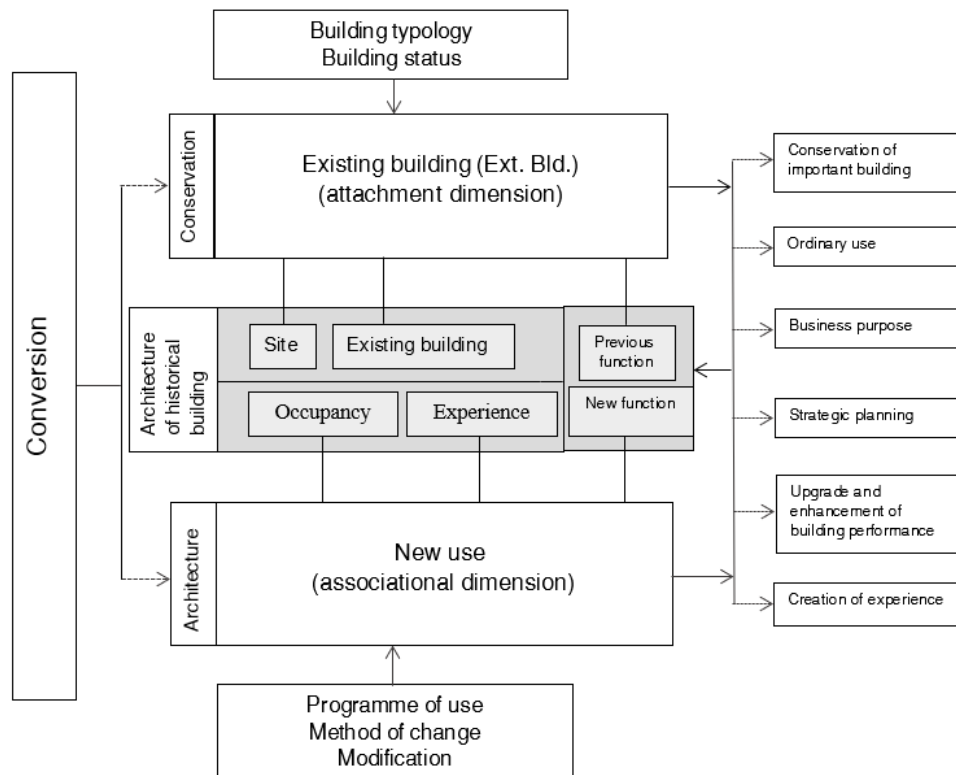 Building typology
Building status
Conversion
Conservation
Existing building (Ext. Bld.)
(attachment dimension)
Architecture
of historical
building
Site
Existing building
Previous
function
Occupancy
Experience
New function
Architecture
New use
(associational dimension)
Programme of use
Method of change
Modification
Conservation of
important building
Ordinary use
Business purpose
Strategic planning
Upgrade and
enhancement of
building performance
Creation of experience